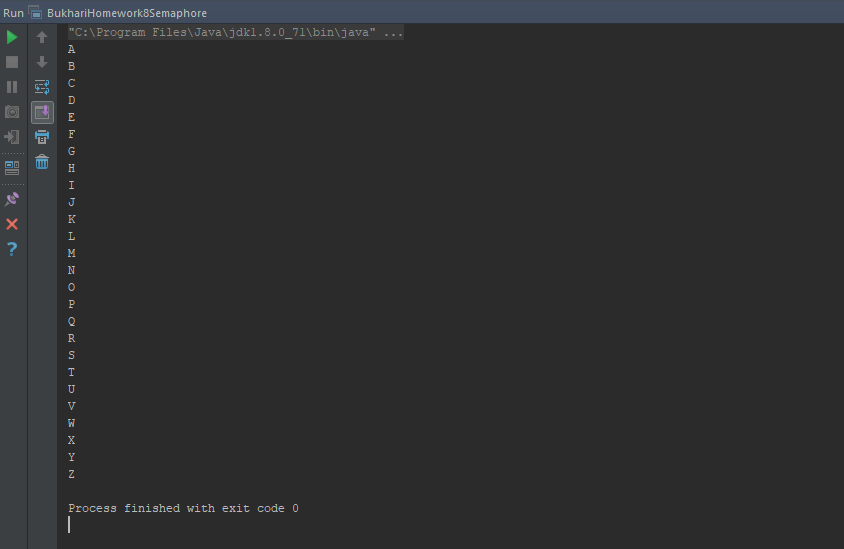 Run BukhariHomework8Semaphore
"C:\Program Files\Java\jdk1.8.0_71\bin\java" ...
A
B
C
D
E
F
G
H
I
J
K
L
M
N
O
P
Q
R
S
T
U
V
W
X
Y
Z
Process finished with exit code 0
?